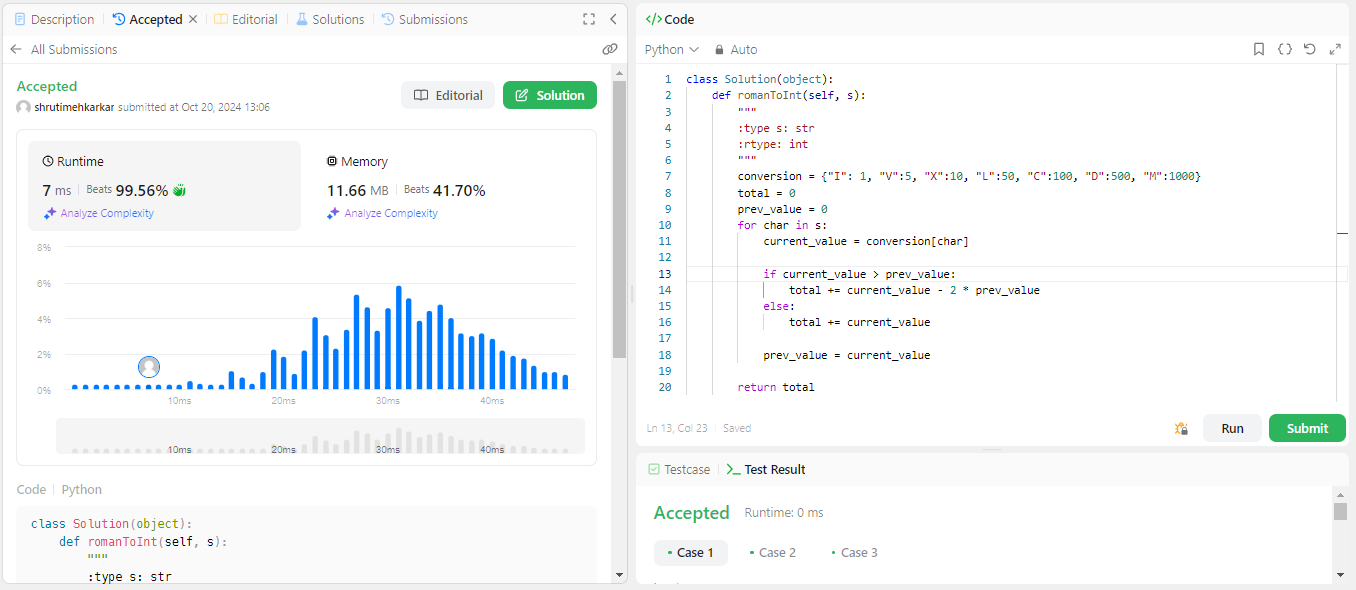 Description
Accepted
Editorial
Solutions
Submissions
All Submissions
Accepted
shrutimehkarkar submitted at Oct 20, 2024 13:06
Editorial
Solution
Runtime
7 ms
Beats 99.56%
Analyze Complexity
Memory
11.66 MB
Beats 41.70%
Analyze Complexity
8%
6%
4%
2%
0%
10ms
20ms
30ms
40ms
10ms
20ms
30ms
40ms
Code
Python
class Solution(object):
    def romanToInt(self, s):
        """
        :type s: str
Code
Python
Auto
1 class Solution(object):
2     def romanToInt(self, s):
3         """
4         :type s: str
5         :rtype: int
6         """
7         conversion = {"I": 1, "V":5, "X":10, "L":50, "C":100, "D":500, "M":1000}
8         total = 0
9         prev_value = 0
10         for char in s:
11             current_value = conversion[char]
12
13             if current_value > prev_value:
14                 total += current_value - 2 * prev_value
15             else:
16                 total += current_value
17
18             prev_value = current_value
19
20         return total
Ln 13, Col 23
Saved
Run
Submit
Testcase
Test Result
Accepted
Runtime: 0 ms
Case 1
Case 2
Case 3